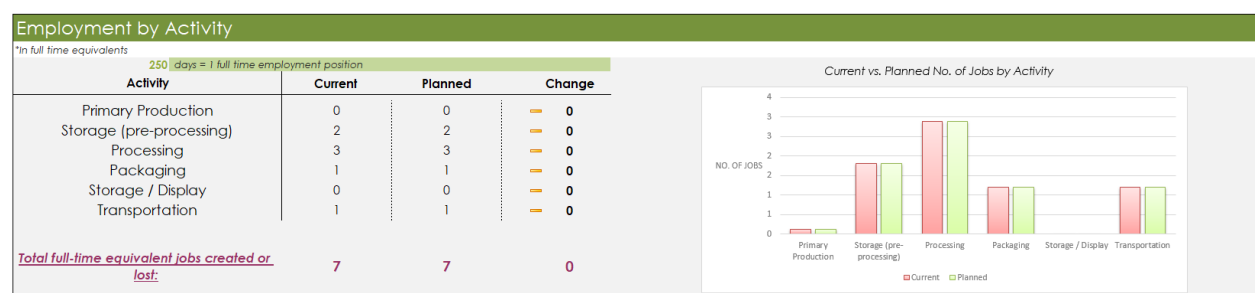 Employment by Activity
*In full time equivalents
250 days = 1 full time employment position
Activity Current Planned Change
Primary Production 0 0 0
Storage (pre-processing) 2 2 0
Processing 3 3 0
Packaging 1 1 0
Storage / Display 0 0 0
Transportation 1 1 0
Total full-time equivalent jobs created or
lost:
7 7 0
Current vs. Planned No. of Jobs by Activity
4
3
3
2
NO. OF JOBS
2
1
1
0
Primary
Production
Storage (pre-
processing)
Processing
Packaging
Storage / Display
Transportation
Current Planned